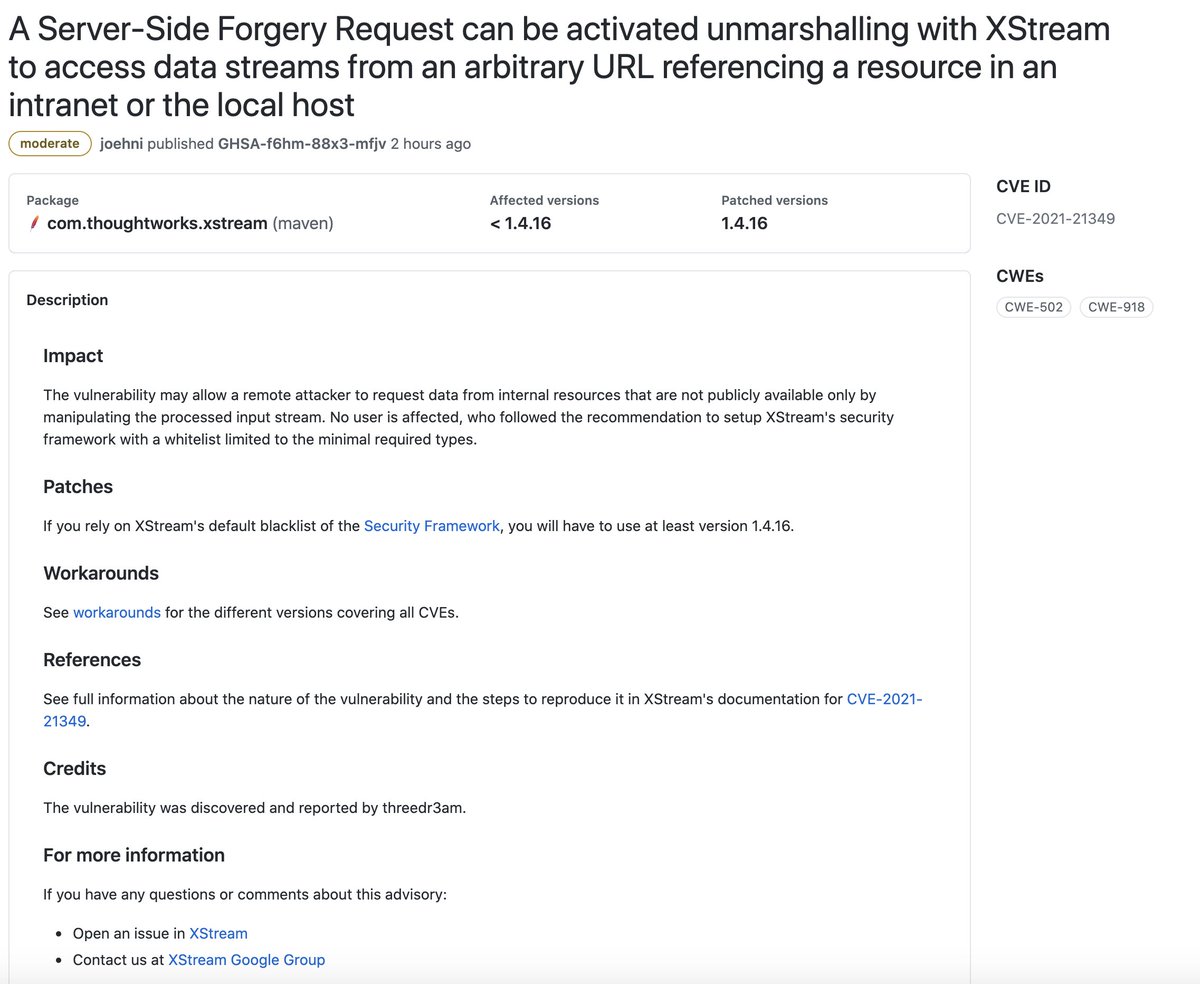 A Server-Side Forgery Request can be activated unmarshalling with XStream
to access data streams from an arbitrary URL referencing a resource in an
intranet or the local host
moderate joehni published GHSA-f6hm-88x3-mfjv 2 hours ago
Package
com.thoughtworks.xstream (maven)
Affected versions
< 1.4.16
Patched versions
1.4.16
CVE ID
CVE-2021-21349
CWEs
CWE-502 CWE-918
Description
Impact
The vulnerability may allow a remote attacker to request data from internal resources that are not publicly available only by
manipulating the processed input stream. No user is affected, who followed the recommendation to setup XStream's security
framework with a whitelist limited to the minimal required types.
Patches
If you rely on XStream's default blacklist of the Security Framework, you will have to use at least version 1.4.16.
Workarounds
See workarounds for the different versions covering all CVEs.
References
See full information about the nature of the vulnerability and the steps to reproduce it in XStream's documentation for CVE-2021-
21349.
Credits
The vulnerability was discovered and reported by threedr3am.
For more information
If you have any questions or comments about this advisory:
• Open an issue in XStream
• Contact us at XStream Google Group